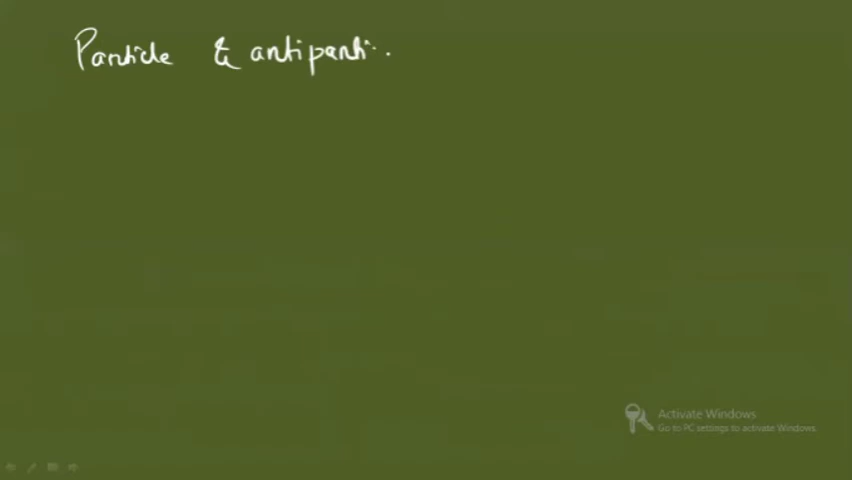 Particle & antiparti..
Activate Windows
Go to PC settings to activate Windows.